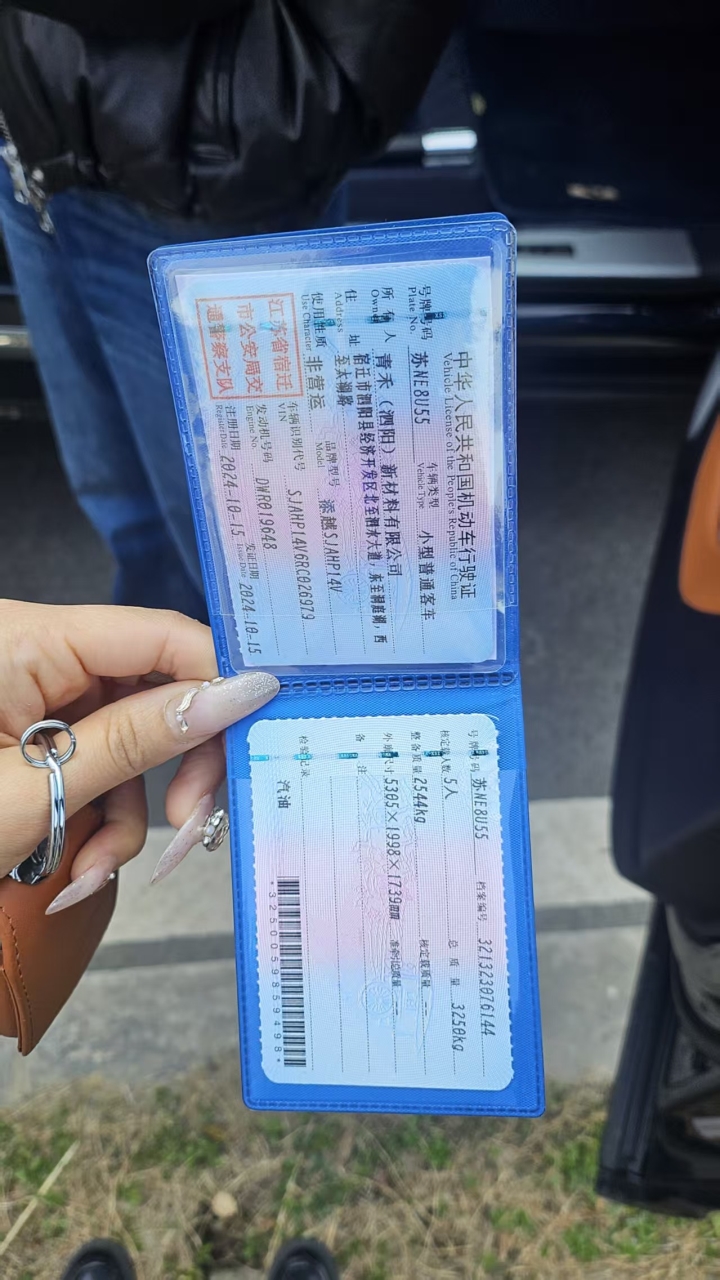 中华人民共和国机动车行驶证
Vehicle License of the People's Republic of China
号牌号码 苏NE8U55 车辆类型 小型普通客车
Plate No. Vehicle Type
所有人 青禾（泗阳）新材料有限公司
Owner
住址 宿迁市泗阳县经济开发区北至泗水大道，东至洞庭湖，西
Address 至太湖路
使用性质 非营运 品牌型号 添越SJAHP14V
Use Character Model
江苏省宿迁
市公安局交
通警察支队
车辆识别代号 SJAHP14V6RC026979
VIN
发动机号码 DWR019648
Engine No.
注册日期 2024-10-15 发证日期 2024-10-15
Register Date Issue Date
号牌号码 苏NE8U55 档案编号 321323076144
核定载人数 5人 总质量 3250kg
整备质量 2544kg 核定载质量 --
外廓尺寸 5305×1998×1739mm 准牵引总质量 --
备注
检验记录
汽油
*3250059859498*